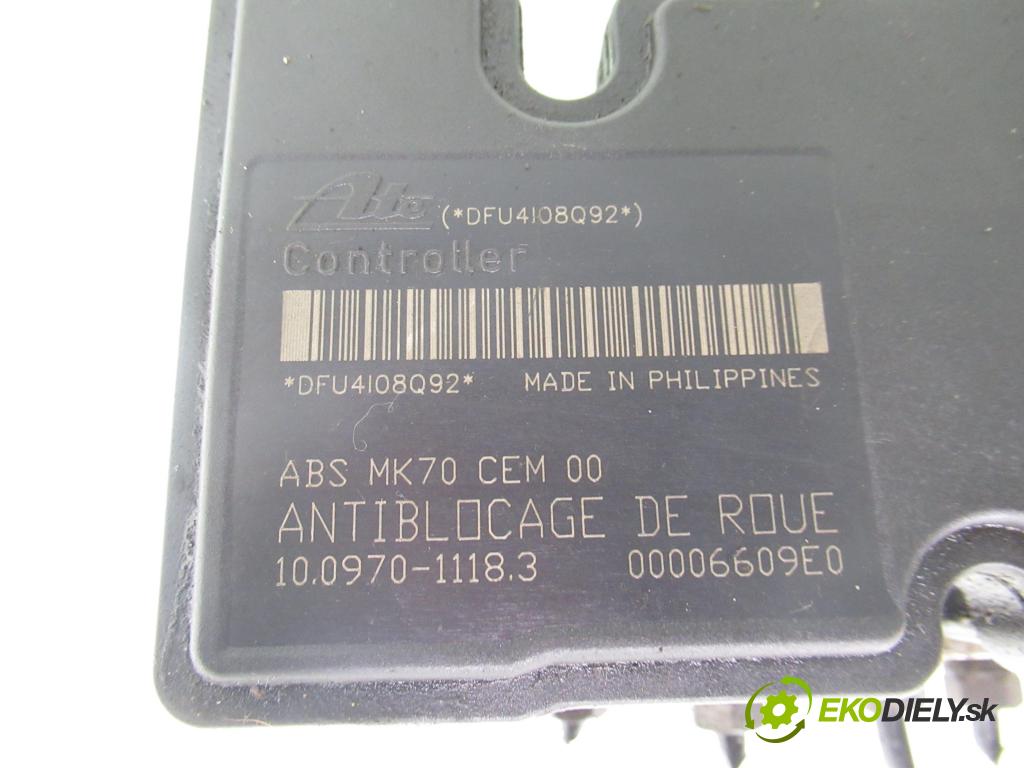 Ate (*DFU4I08Q92*)
Controller
*DFU4I08Q92* MADE IN PHILIPPINES
ABS MK70 CEM 00
ANTIBLOCAGE DE ROUE
10.0970-1118.3 00006609E0
EKODIELY.sk